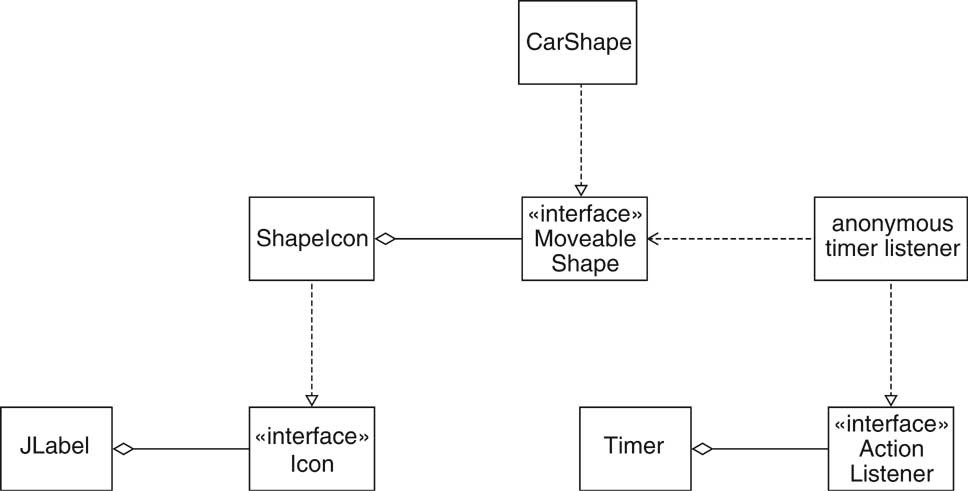 CarShape
ShapeIcon
«interface»
Moveable
Shape
anonymous
timer listener
JLabel
«interface»
Icon
Timer
«interface»
Action
Listener